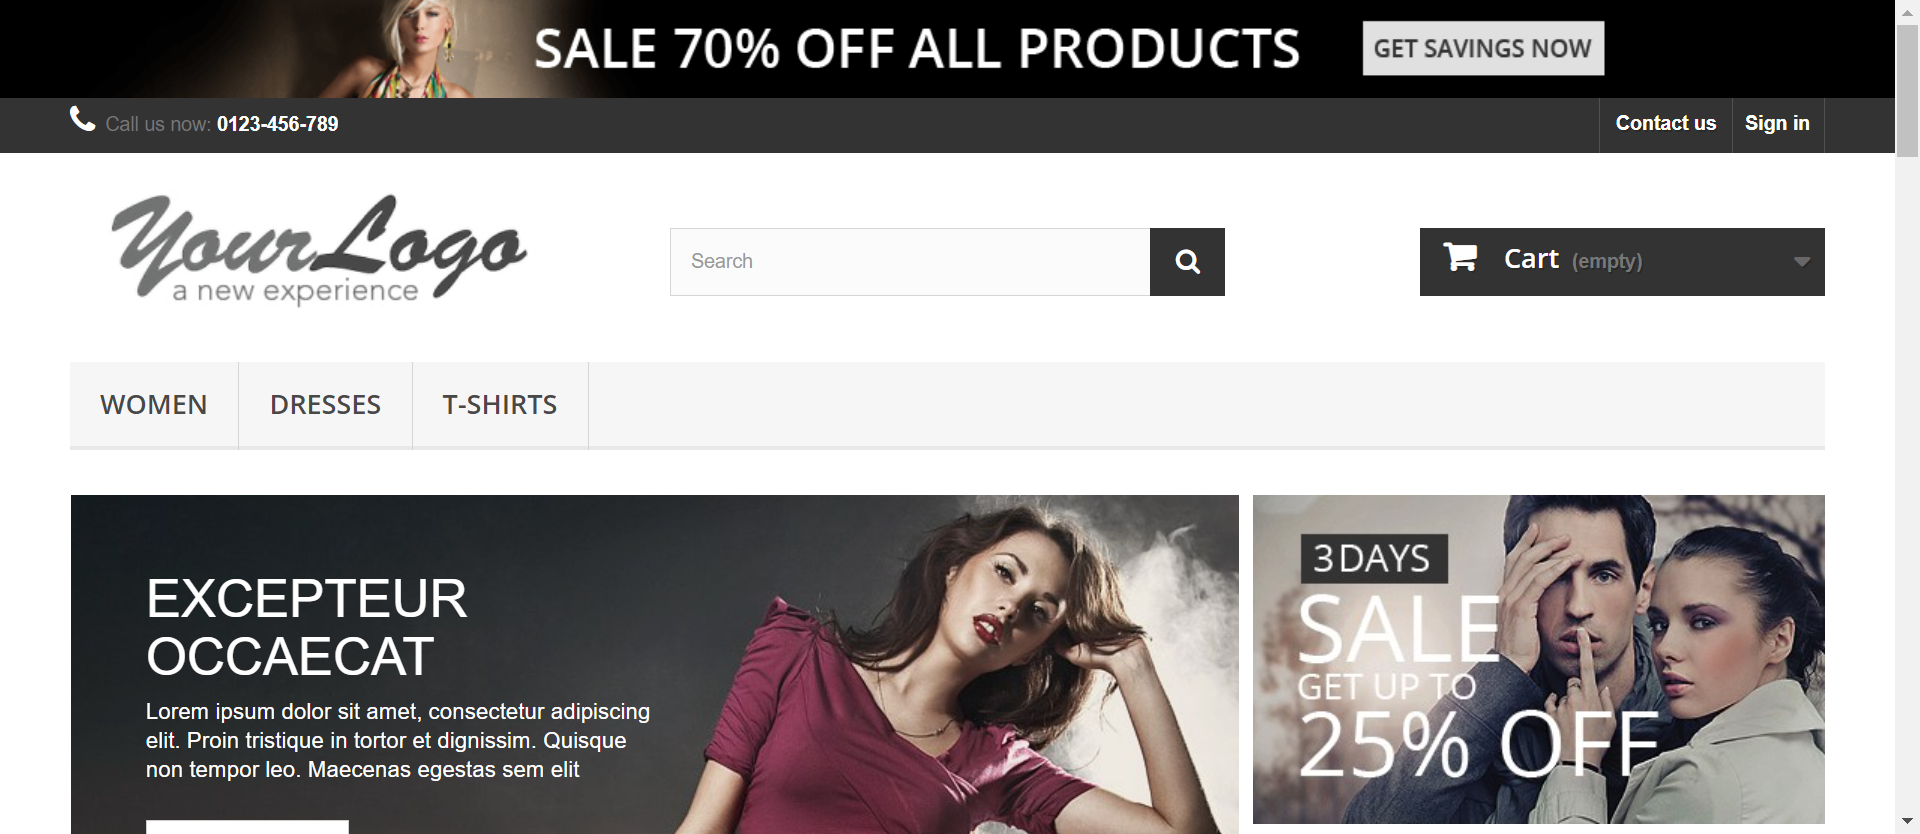 SALE 70% OFF ALL PRODUCTS
GET SAVINGS NOW
Call us now: 0123-456-789
Contact us
Sign in
YourLogo
a new experience
Search
Cart (empty)
WOMEN
DRESSES
T-SHIRTS
EXCEPTEUR
OCCAECAT
Lorem ipsum dolor sit amet, consectetur adipiscing
elit. Proin tristique in tortor et dignissim. Quisque
non tempor leo. Maecenas egestas sem elit
3 DAYS
SALE
GET UP TO
25% OFF